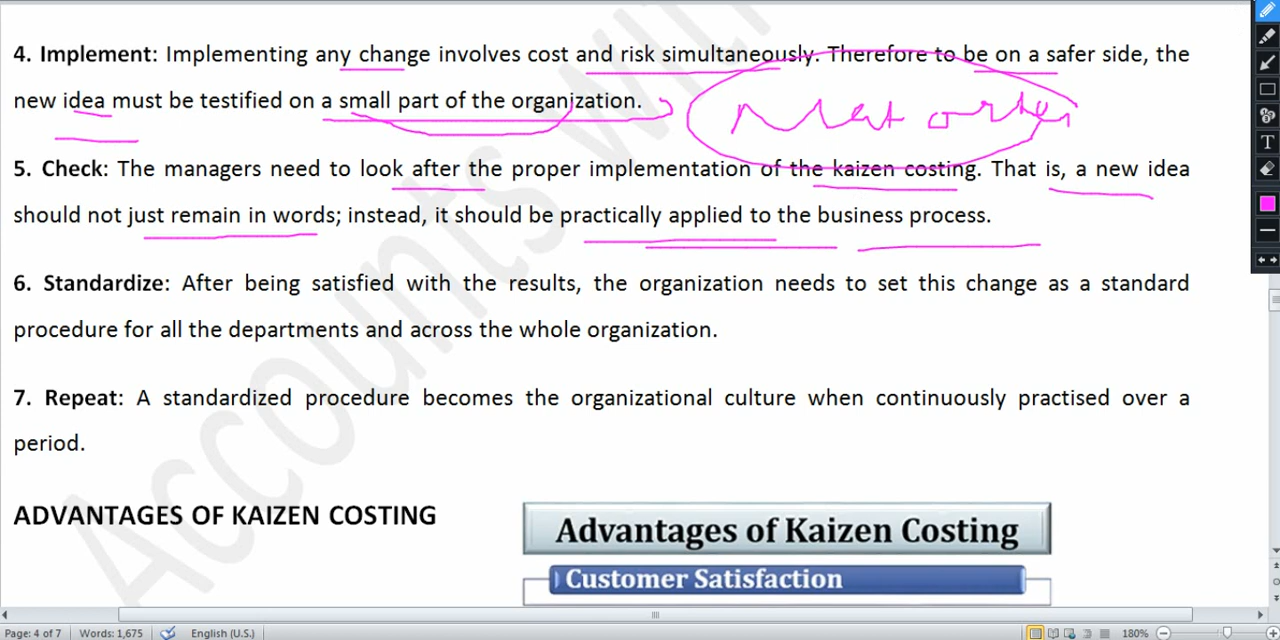 4. Implement: Implementing any change involves cost and risk simultaneously. Therefore to be on a safer side, the
new idea must be testified on a small part of the organization.
5. Check: The managers need to look after the proper implementation of the kaizen costing. That is, a new idea
should not just remain in words; instead, it should be practically applied to the business process.
6. Standardize: After being satisfied with the results, the organization needs to set this change as a standard
procedure for all the departments and across the whole organization.
7. Repeat: A standardized procedure becomes the organizational culture when continuously practised over a
period.
ADVANTAGES OF KAIZEN COSTING
Advantages of Kaizen Costing
Customer Satisfaction
Accounts with
Page: 4 of 7
Words: 1,675
English (U.S.)
180%